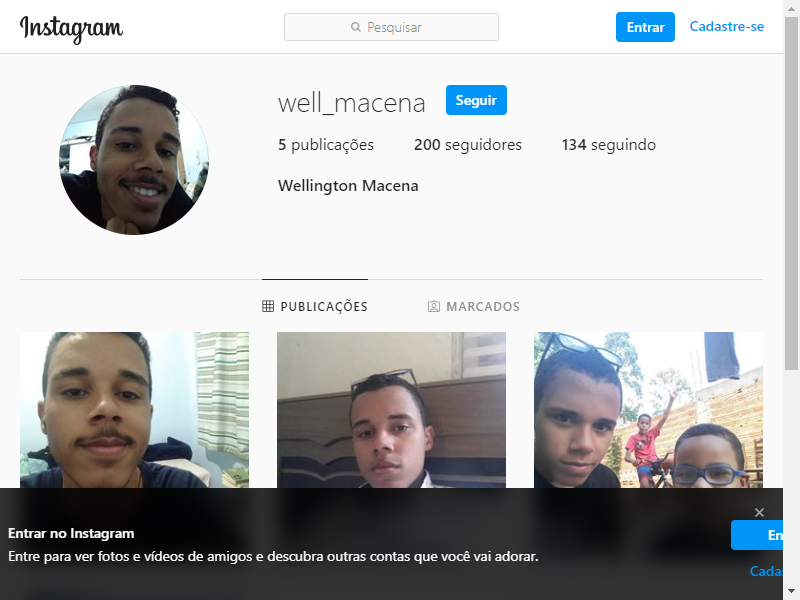 Instagram
Pesquisar
Entrar
Cadastre-se
well_macena
Seguir
5 publicações
200 seguidores
134 seguindo
Wellington Macena
PUBLICAÇÕES
MARCADOS
Entrar no Instagram
Entre para ver fotos e vídeos de amigos e descubra outras contas que você vai adorar.
En
Cadas